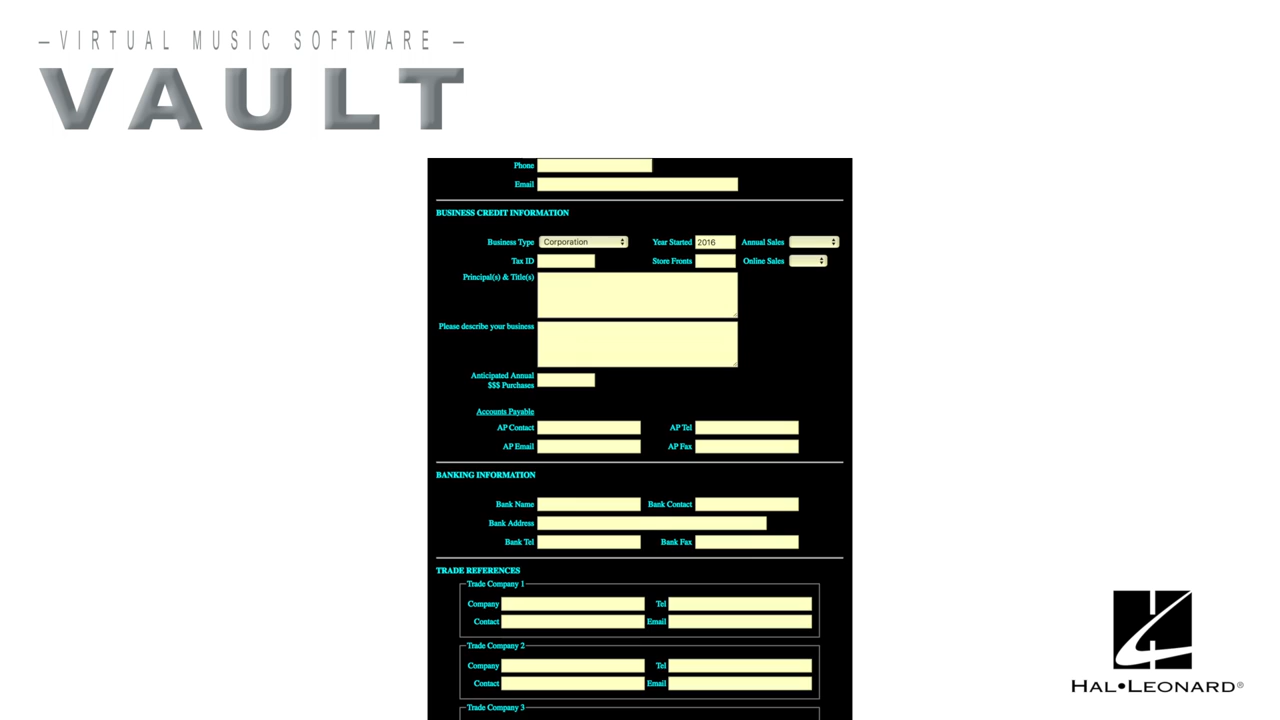 – VIRTUAL MUSIC SOFTWARE –
VAULT
Phone
Email
BUSINESS CREDIT INFORMATION
Business Type Corporation Year Started 2016 Annual Sales
Tax ID Store Fronts Online Sales
Principal(s) & Title(s)
Please describe your business
Anticipated Annual
$$$ Purchases
Accounts Payable
AP Contact AP Tel
AP Email AP Fax
BANKING INFORMATION
Bank Name Bank Contact
Bank Address
Bank Tel Bank Fax
TRADE REFERENCES
Trade Company 1
Company Tel
Contact Email
Trade Company 2
Company Tel
Contact Email
Trade Company 3
HAL•LEONARD®